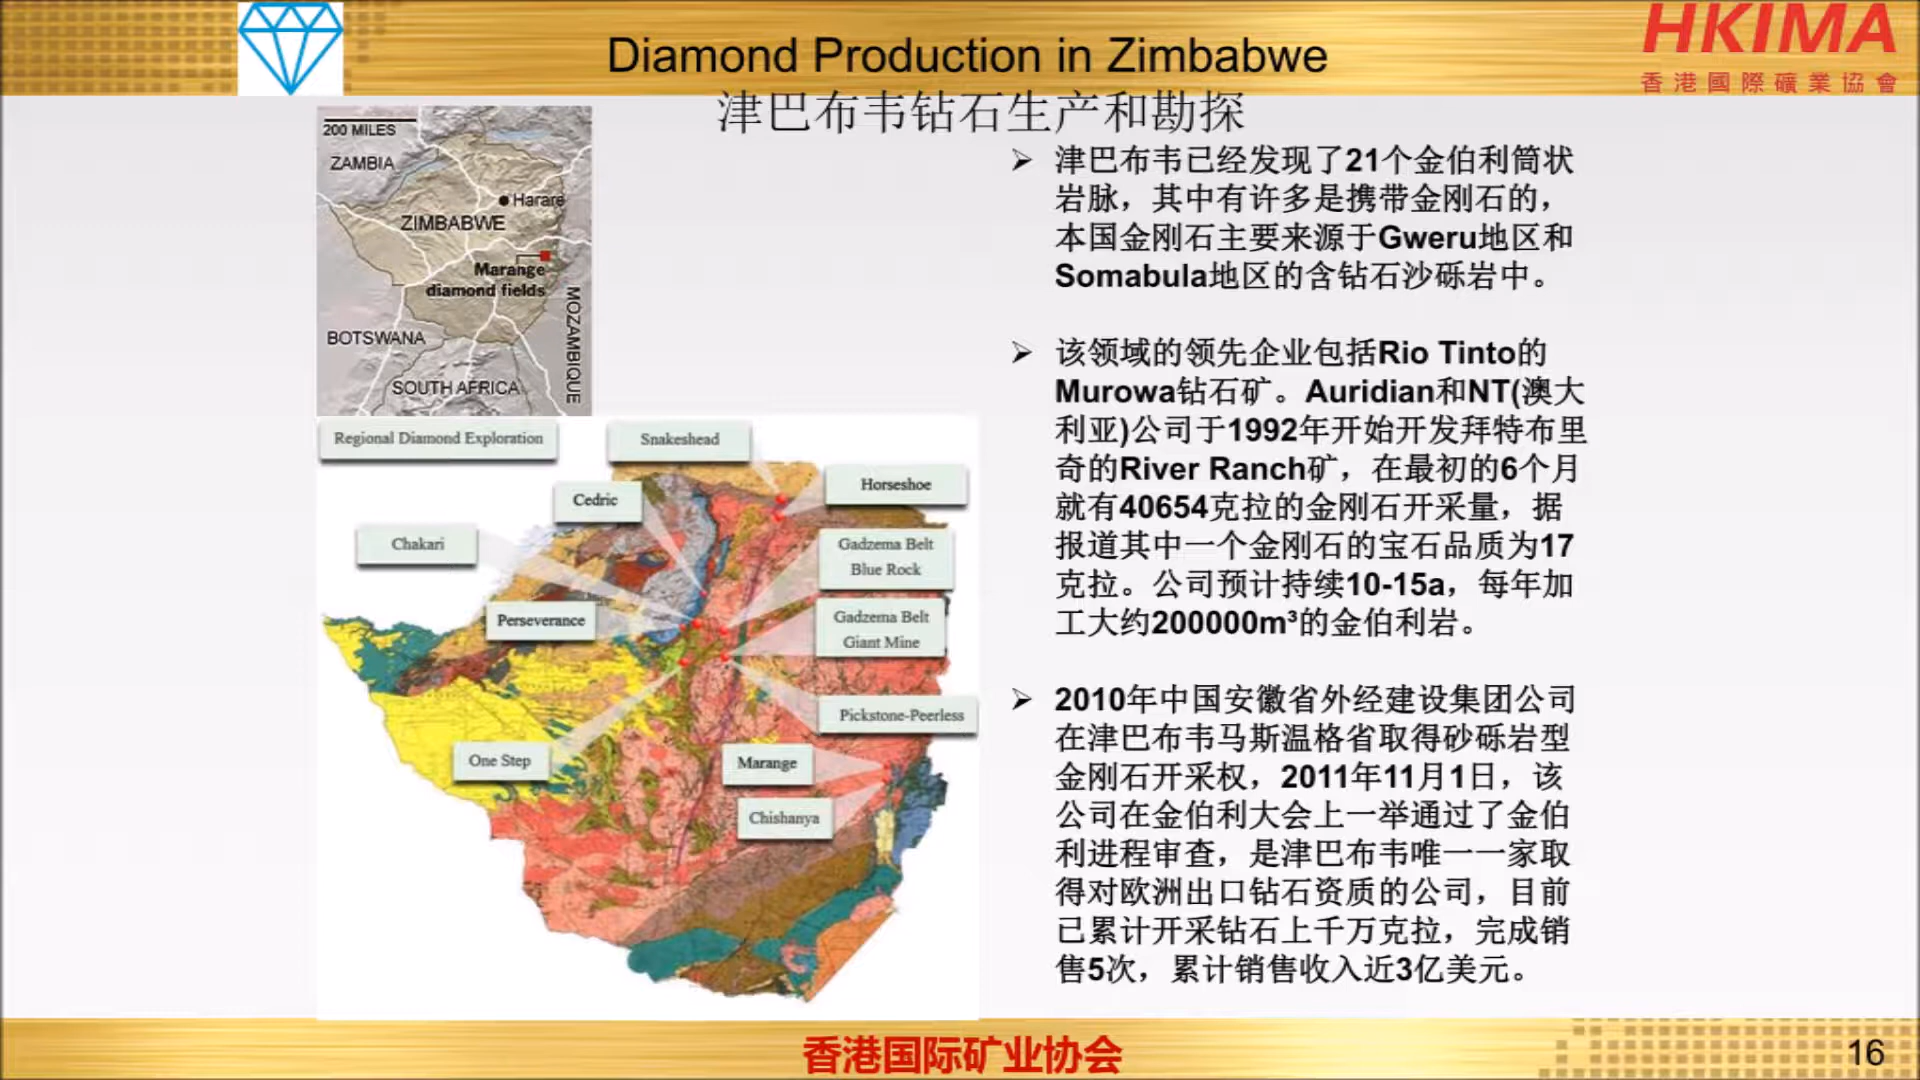 Diamond Production in Zimbabwe
HKIMA
香港國際礦業協會
津巴布韦钻石生产和勘探
200 MILES
ZAMBIA
Harare
ZIMBABWE
Marange
diamond fields
MOZAMBIQUE
BOTSWANA
SOUTH AFRICA
Regional Diamond Exploration
Snakeshead
Cedric
Horseshoe
Chakari
Gadzema Belt
Blue Rock
Perseverance
Gadzema Belt
Giant Mine
Pickstone-Peerless
One Step
Marange
Chishanya
➢ 津巴布韦已经发现了21个金伯利筒状
岩脉，其中有许多是携带金刚石的，
本国金刚石主要来源于Gweru地区和
Somabula地区的含钻石沙砾岩中。
➢ 该领域的领先企业包括Rio Tinto的
Murowa钻石矿。Auridian和NT(澳大
利亚)公司于1992年开始开发拜特布里
奇的River Ranch矿，在最初的6个月
就有40654克拉的金刚石开采量，据
报道其中一个金刚石的宝石品质为17
克拉。公司预计持续10-15a，每年加
工大约200000m³的金伯利岩。
➢ 2010年中国安徽省外经建设集团公司
在津巴布韦马斯温格省取得砂砾岩型
金刚石开采权，2011年11月1日，该
公司在金伯利大会上一举通过了金伯
利进程审查，是津巴布韦唯一一家取
得对欧洲出口钻石资质的公司，目前
已累计开采钻石上千万克拉，完成销
售5次，累计销售收入近3亿美元。
香港国际矿业协会
16